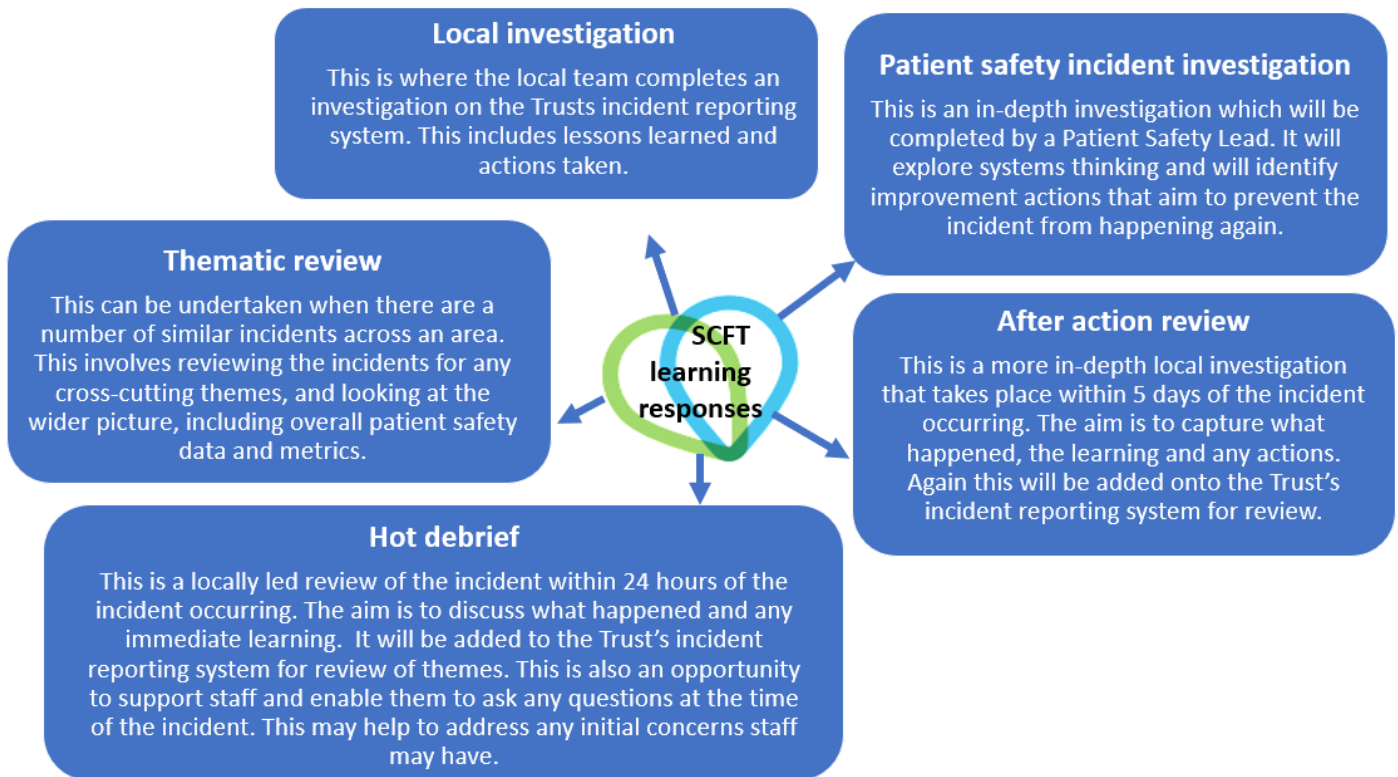 Local investigation
This is where the local team completes an
investigation on the Trusts incident reporting
system. This includes lessons learned and
actions taken.
Patient safety incident investigation
This is an in-depth investigation which will be
completed by a Patient Safety Lead. It will
explore systems thinking and will identify
improvement actions that aim to prevent the
incident from happening again.
Thematic review
This can be undertaken when there are a
number of similar incidents across an area.
This involves reviewing the incidents for any
cross-cutting themes, and looking at the
wider picture, including overall patient safety
data and metrics.
SCFT
learning
responses
After action review
This is a more in-depth local investigation
that takes place within 5 days of the incident
occurring. The aim is to capture what
happened, the learning and any actions.
Again this will be added onto the Trust’s
incident reporting system for review.
Hot debrief
This is a locally led review of the incident within 24 hours of the
incident occurring. The aim is to discuss what happened and any
immediate learning.  It will be added to the Trust’s incident
reporting system for review of themes. This is also an opportunity
to support staff and enable them to ask any questions at the time
of the incident. This may help to address any initial concerns staff
may have.